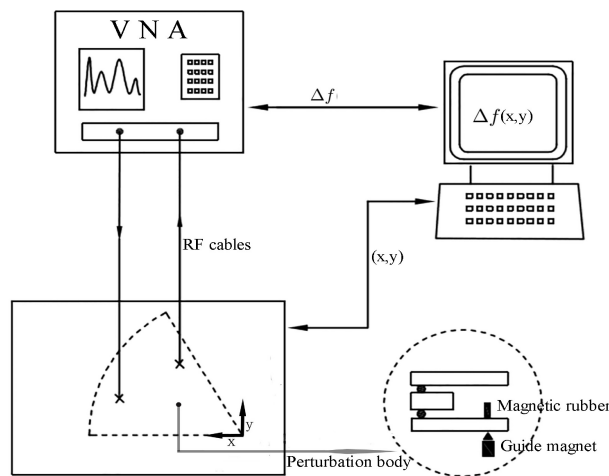 V N A
Δf
Δf(x,y)
RF cables
(x,y)
y
x
Magnetic rubber
Guide magnet
Perturbation body